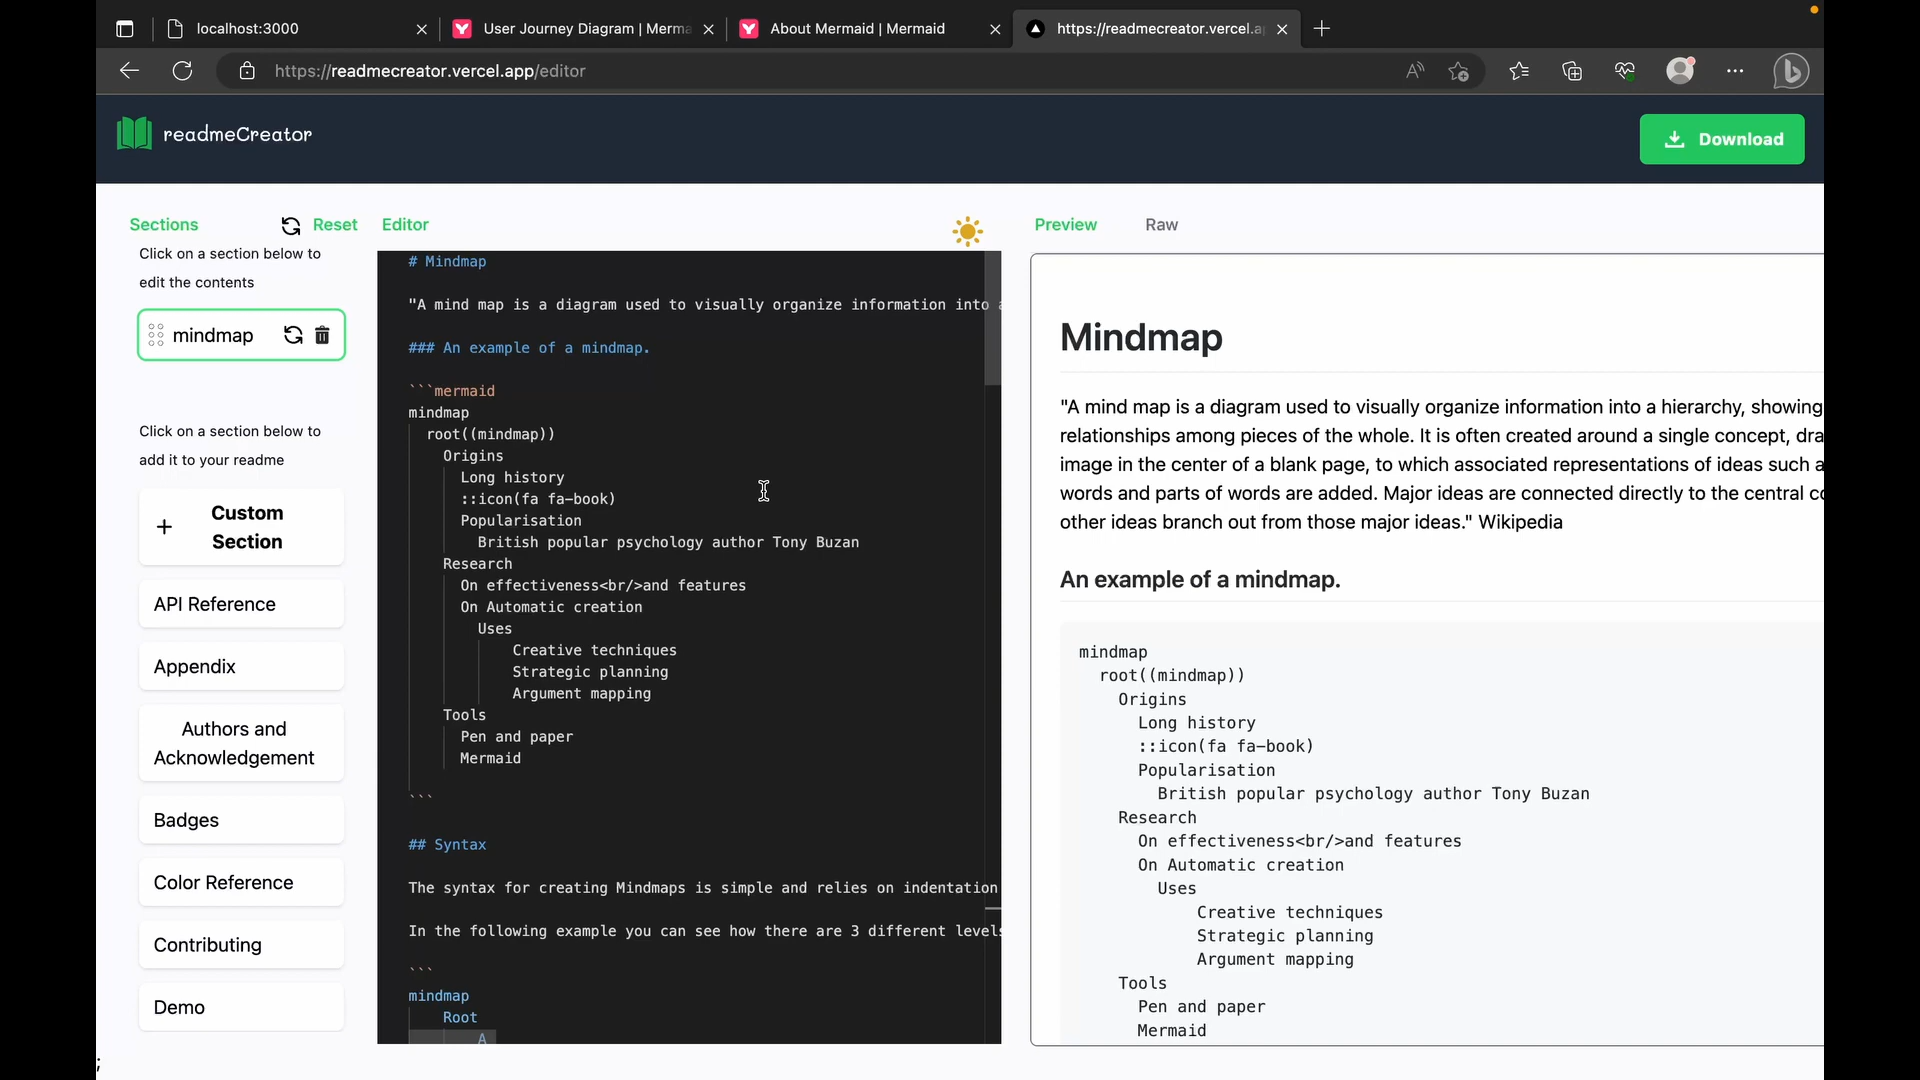 localhost:3000
User Journey Diagram | Merma
About Mermaid | Mermaid
https://readmecreator.vercel.a
https://readmecreator.vercel.app/editor
readmeCreator
Download
Sections
Reset
Click on a section below to
edit the contents
mindmap
Click on a section below to
add it to your readme
Custom
Section
API Reference
Appendix
Authors and
Acknowledgement
Badges
Color Reference
Contributing
Demo
;
Editor
# Mindmap
"A mind map is a diagram used to visually organize information into a
### An example of a mindmap.
```mermaid
mindmap
root((mindmap))
Origins
Long history
::icon(fa fa-book)
Popularisation
British popular psychology author Tony Buzan
Research
On effectiveness<br/>and features
On Automatic creation
Uses
Creative techniques
Strategic planning
Argument mapping
Tools
Pen and paper
Mermaid
```
## Syntax
The syntax for creating Mindmaps is simple and relies on indentation
In the following example you can see how there are 3 different levels
```
mindmap
Root
A
Preview
Raw
Mindmap
"A mind map is a diagram used to visually organize information into a hierarchy, showing
relationships among pieces of the whole. It is often created around a single concept, dra
image in the center of a blank page, to which associated representations of ideas such a
words and parts of words are added. Major ideas are connected directly to the central co
other ideas branch out from those major ideas." Wikipedia
An example of a mindmap.
mindmap
root((mindmap))
Origins
Long history
::icon(fa fa-book)
Popularisation
British popular psychology author Tony Buzan
Research
On effectiveness<br/>and features
On Automatic creation
Uses
Creative techniques
Strategic planning
Argument mapping
Tools
Pen and paper
Mermaid